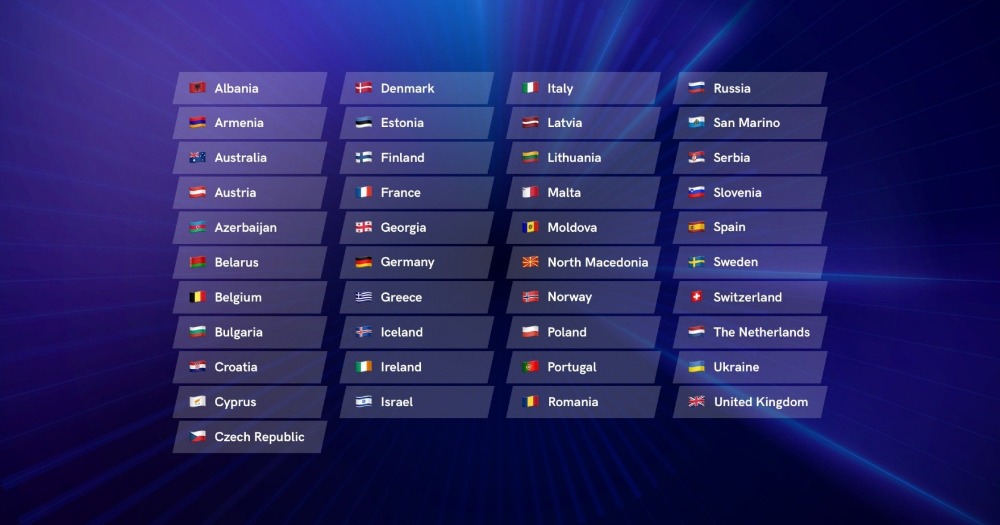 Albania
Armenia
Australia
Austria
Azerbaijan
Belarus
Belgium
Bulgaria
Croatia
Cyprus
Czech Republic
Denmark
Estonia
Finland
France
Georgia
Germany
Greece
Iceland
Ireland
Israel
Italy
Latvia
Lithuania
Malta
Moldova
North Macedonia
Norway
Poland
Portugal
Romania
Russia
San Marino
Serbia
Slovenia
Spain
Sweden
Switzerland
The Netherlands
Ukraine
United Kingdom